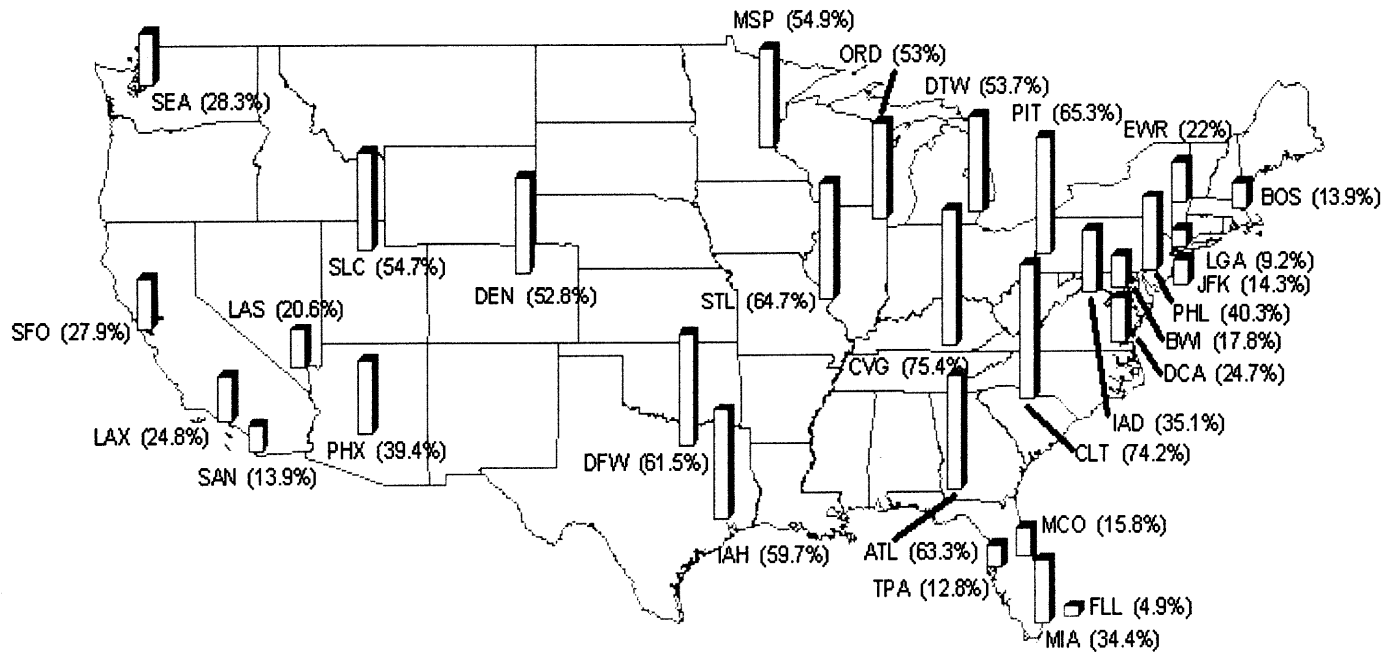 MSP (54.9%)
ORD (53%)
DTW (53.7%)
PIT (65.3%)
SEA (28.3%)
EWR (22%)
BOS (13.9%)
SLC (54.7%)
LGA (9.2%)
DEN (52.8%)
JFK (14.3%)
STL (64.7%)
LAS (20.6%)
PHL (40.3%)
SFO (27.9%)
BWI (17.8%)
CVG (75.4%)
DCA (24.7%)
IAD (35.1%)
LAX (24.8%)
PHX (39.4%)
CLT (74.2%)
DFW (61.5%)
SAN (13.9%)
MCO (15.8%)
IAH (59.7%)
ATL (63.3%)
TPA (12.8%)
FLL (4.9%)
MIA (34.4%)